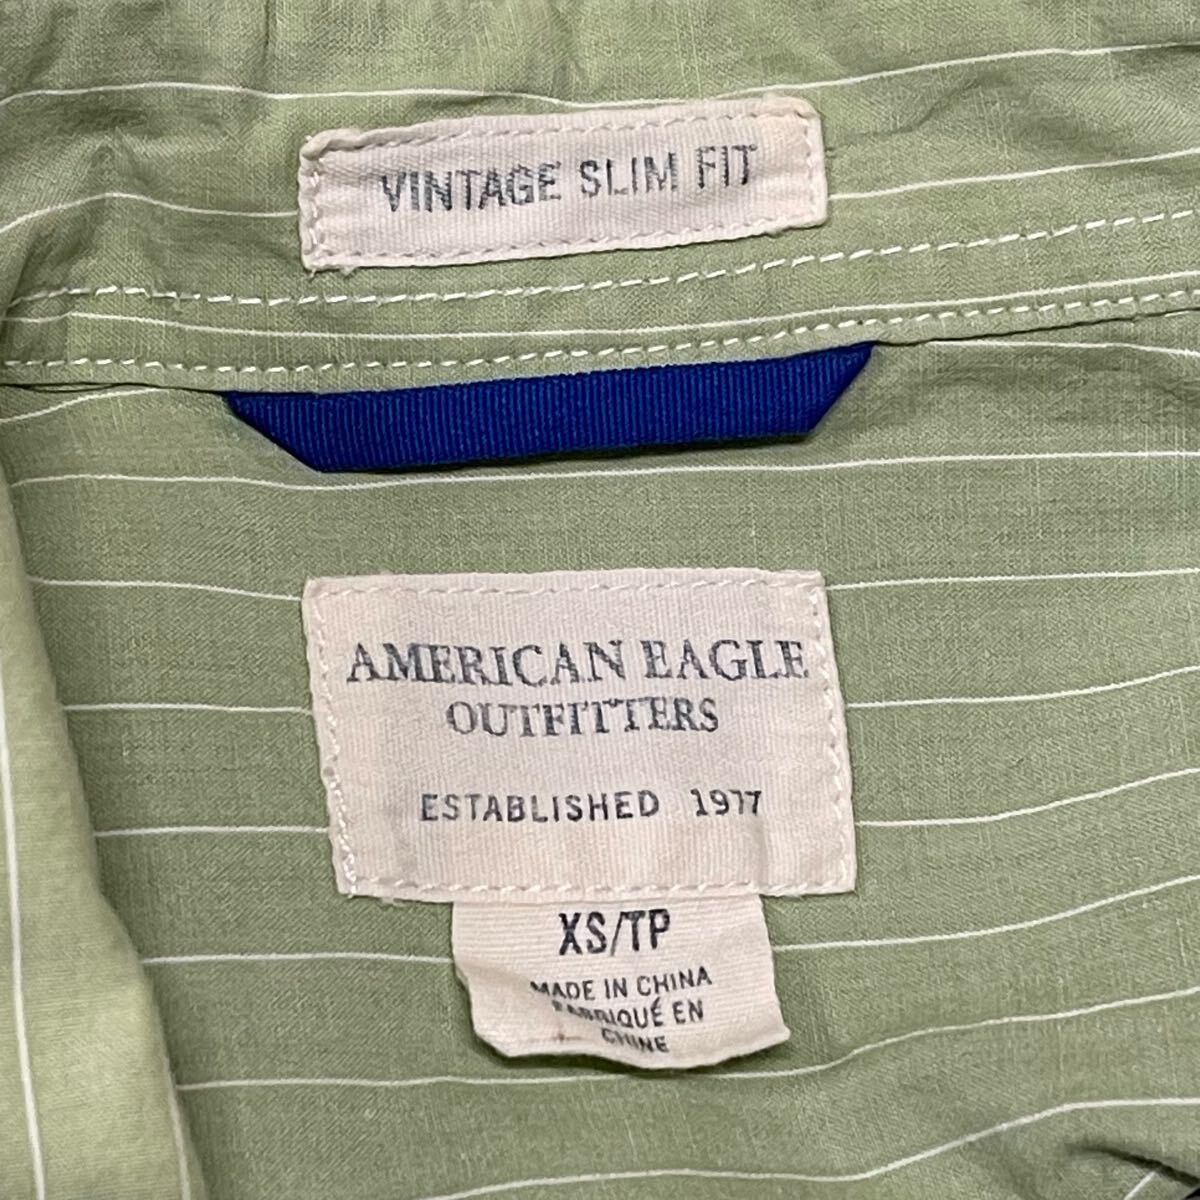 VINTAGE SLIM FIT
AMERICAN EAGLE
OUTFITTERS
ESTABLISHED 1977
XS/TP
MADE IN CHINA
FABRIQUÉ EN
CHINE